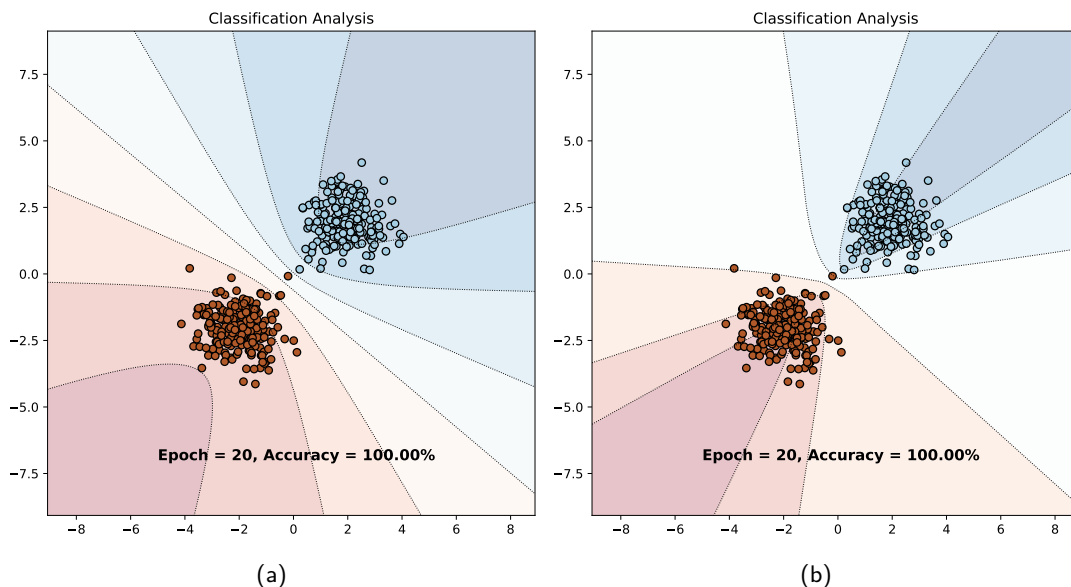 Classification Analysis
7.5
5.0
2.5
0.0
−2.5
−5.0
−7.5
Epoch = 20, Accuracy = 100.00%
−8 −6 −4 −2 0 2 4 6 8
(a)
Classification Analysis
7.5
5.0
2.5
0.0
−2.5
−5.0
−7.5
Epoch = 20, Accuracy = 100.00%
−8 −6 −4 −2 0 2 4 6 8
(b)